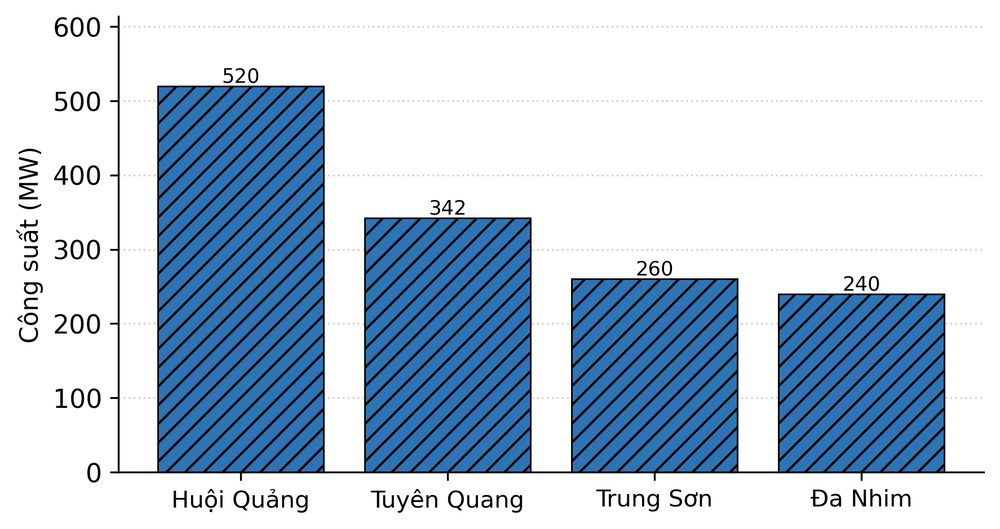 Công suất (MW)
600
500
400
300
200
100
0
520
342
260
240
Huội Quảng
Tuyên Quang
Trung Sơn
Đa Nhim